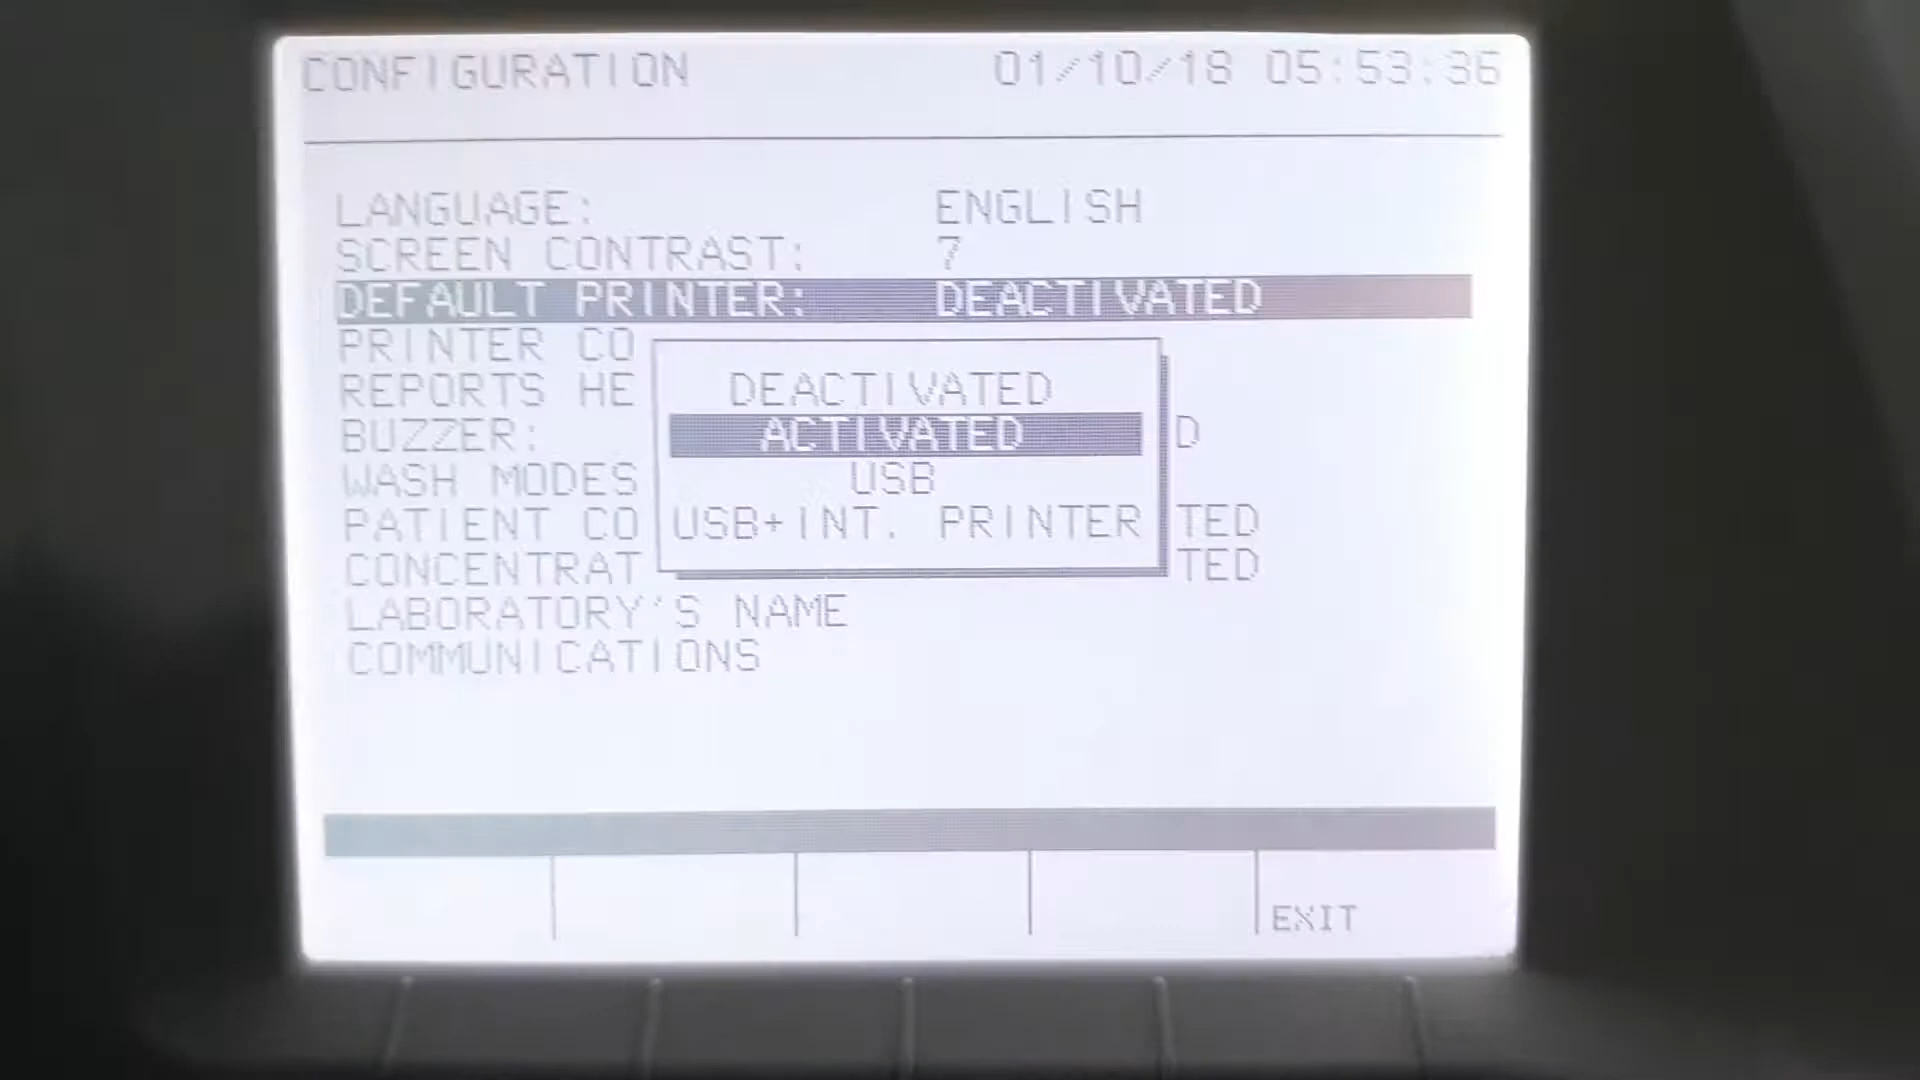 CONFIGURATION 01/10/18 05:53:36
LANGUAGE: ENGLISH
SCREEN CONTRAST: 7
DEFAULT PRINTER: DEACTIVATED
PRINTER CO
DEACTIVATED
REPORTS HE
ACTIVATED
BUZZER: D
USB
WASH MODES
USB+INT. PRINTER
PATIENT CO TED
CONCENTRAT TED
LABORATORY'S NAME
COMMUNICATIONS
EXIT